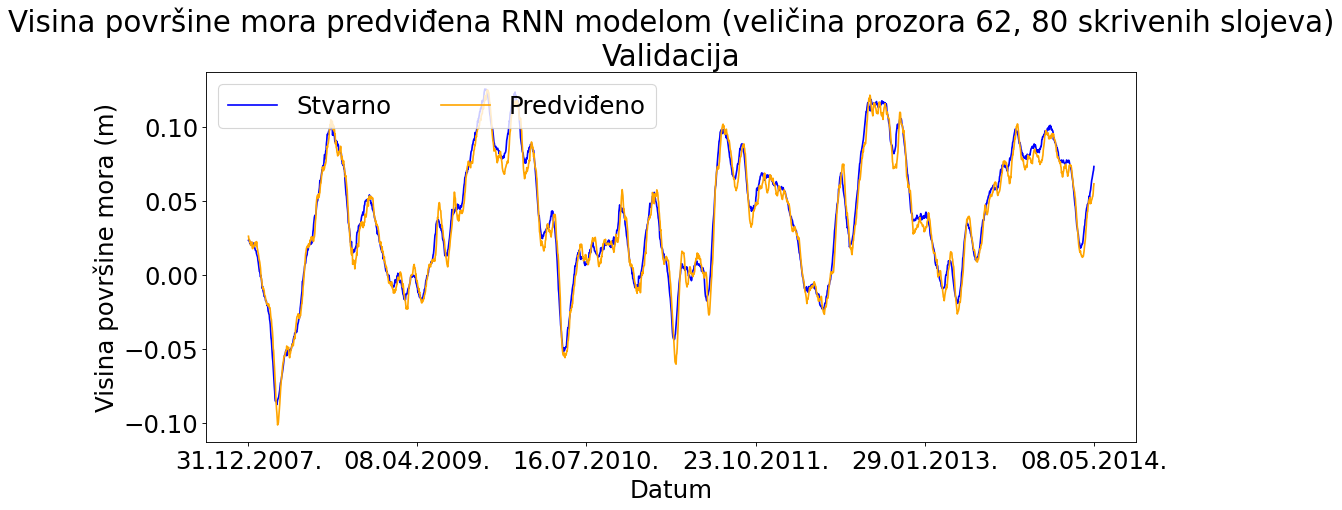 Visina površine mora predviđena RNN modelom (veličina prozora 62, 80 skrivenih slojeva)
Validacija
Stvarno
Predviđeno
Visina površine mora (m)
0.10
0.05
0.00
−0.05
−0.10
31.12.2007.
08.04.2009.
16.07.2010.
23.10.2011.
29.01.2013.
08.05.2014.
Datum